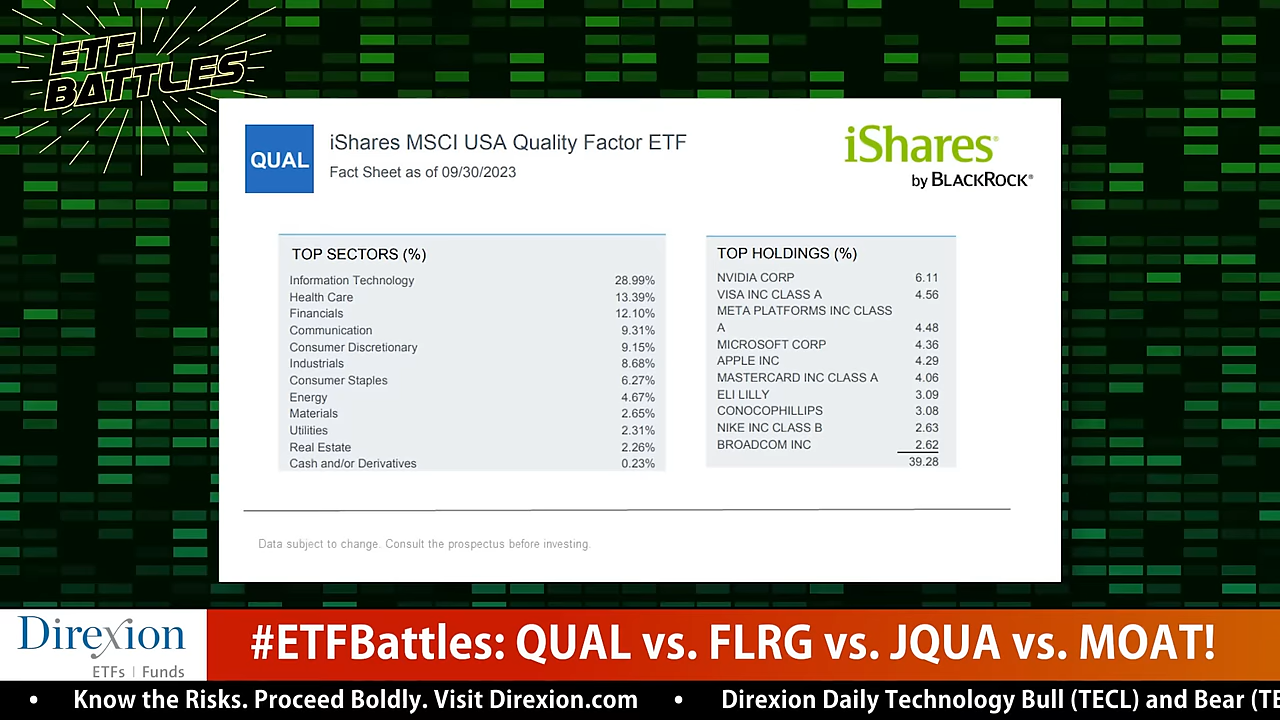 ETF
BATTLES
QUAL
iShares MSCI USA Quality Factor ETF
Fact Sheet as of 09/30/2023
iShares®
by BLACKROCK®
TOP SECTORS (%)
Information Technology 28.99%
Health Care 13.39%
Financials 12.10%
Communication 9.31%
Consumer Discretionary 9.15%
Industrials 8.68%
Consumer Staples 6.27%
Energy 4.67%
Materials 2.65%
Utilities 2.31%
Real Estate 2.26%
Cash and/or Derivatives 0.23%
TOP HOLDINGS (%)
NVIDIA CORP 6.11
VISA INC CLASS A 4.56
META PLATFORMS INC CLASS
A 4.48
MICROSOFT CORP 4.36
APPLE INC 4.29
MASTERCARD INC CLASS A 4.06
ELI LILLY 3.09
CONOCOPHILLIPS 3.08
NIKE INC CLASS B 2.63
BROADCOM INC 2.62
39.28
Data subject to change. Consult the prospectus before investing.
Direxion
ETFs | Funds
#ETFBattles: QUAL vs. FLRG vs. JQUA vs. MOAT!
• Know the Risks. Proceed Boldly. Visit Direxion.com • Direxion Daily Technology Bull (TECL) and Bear (TE